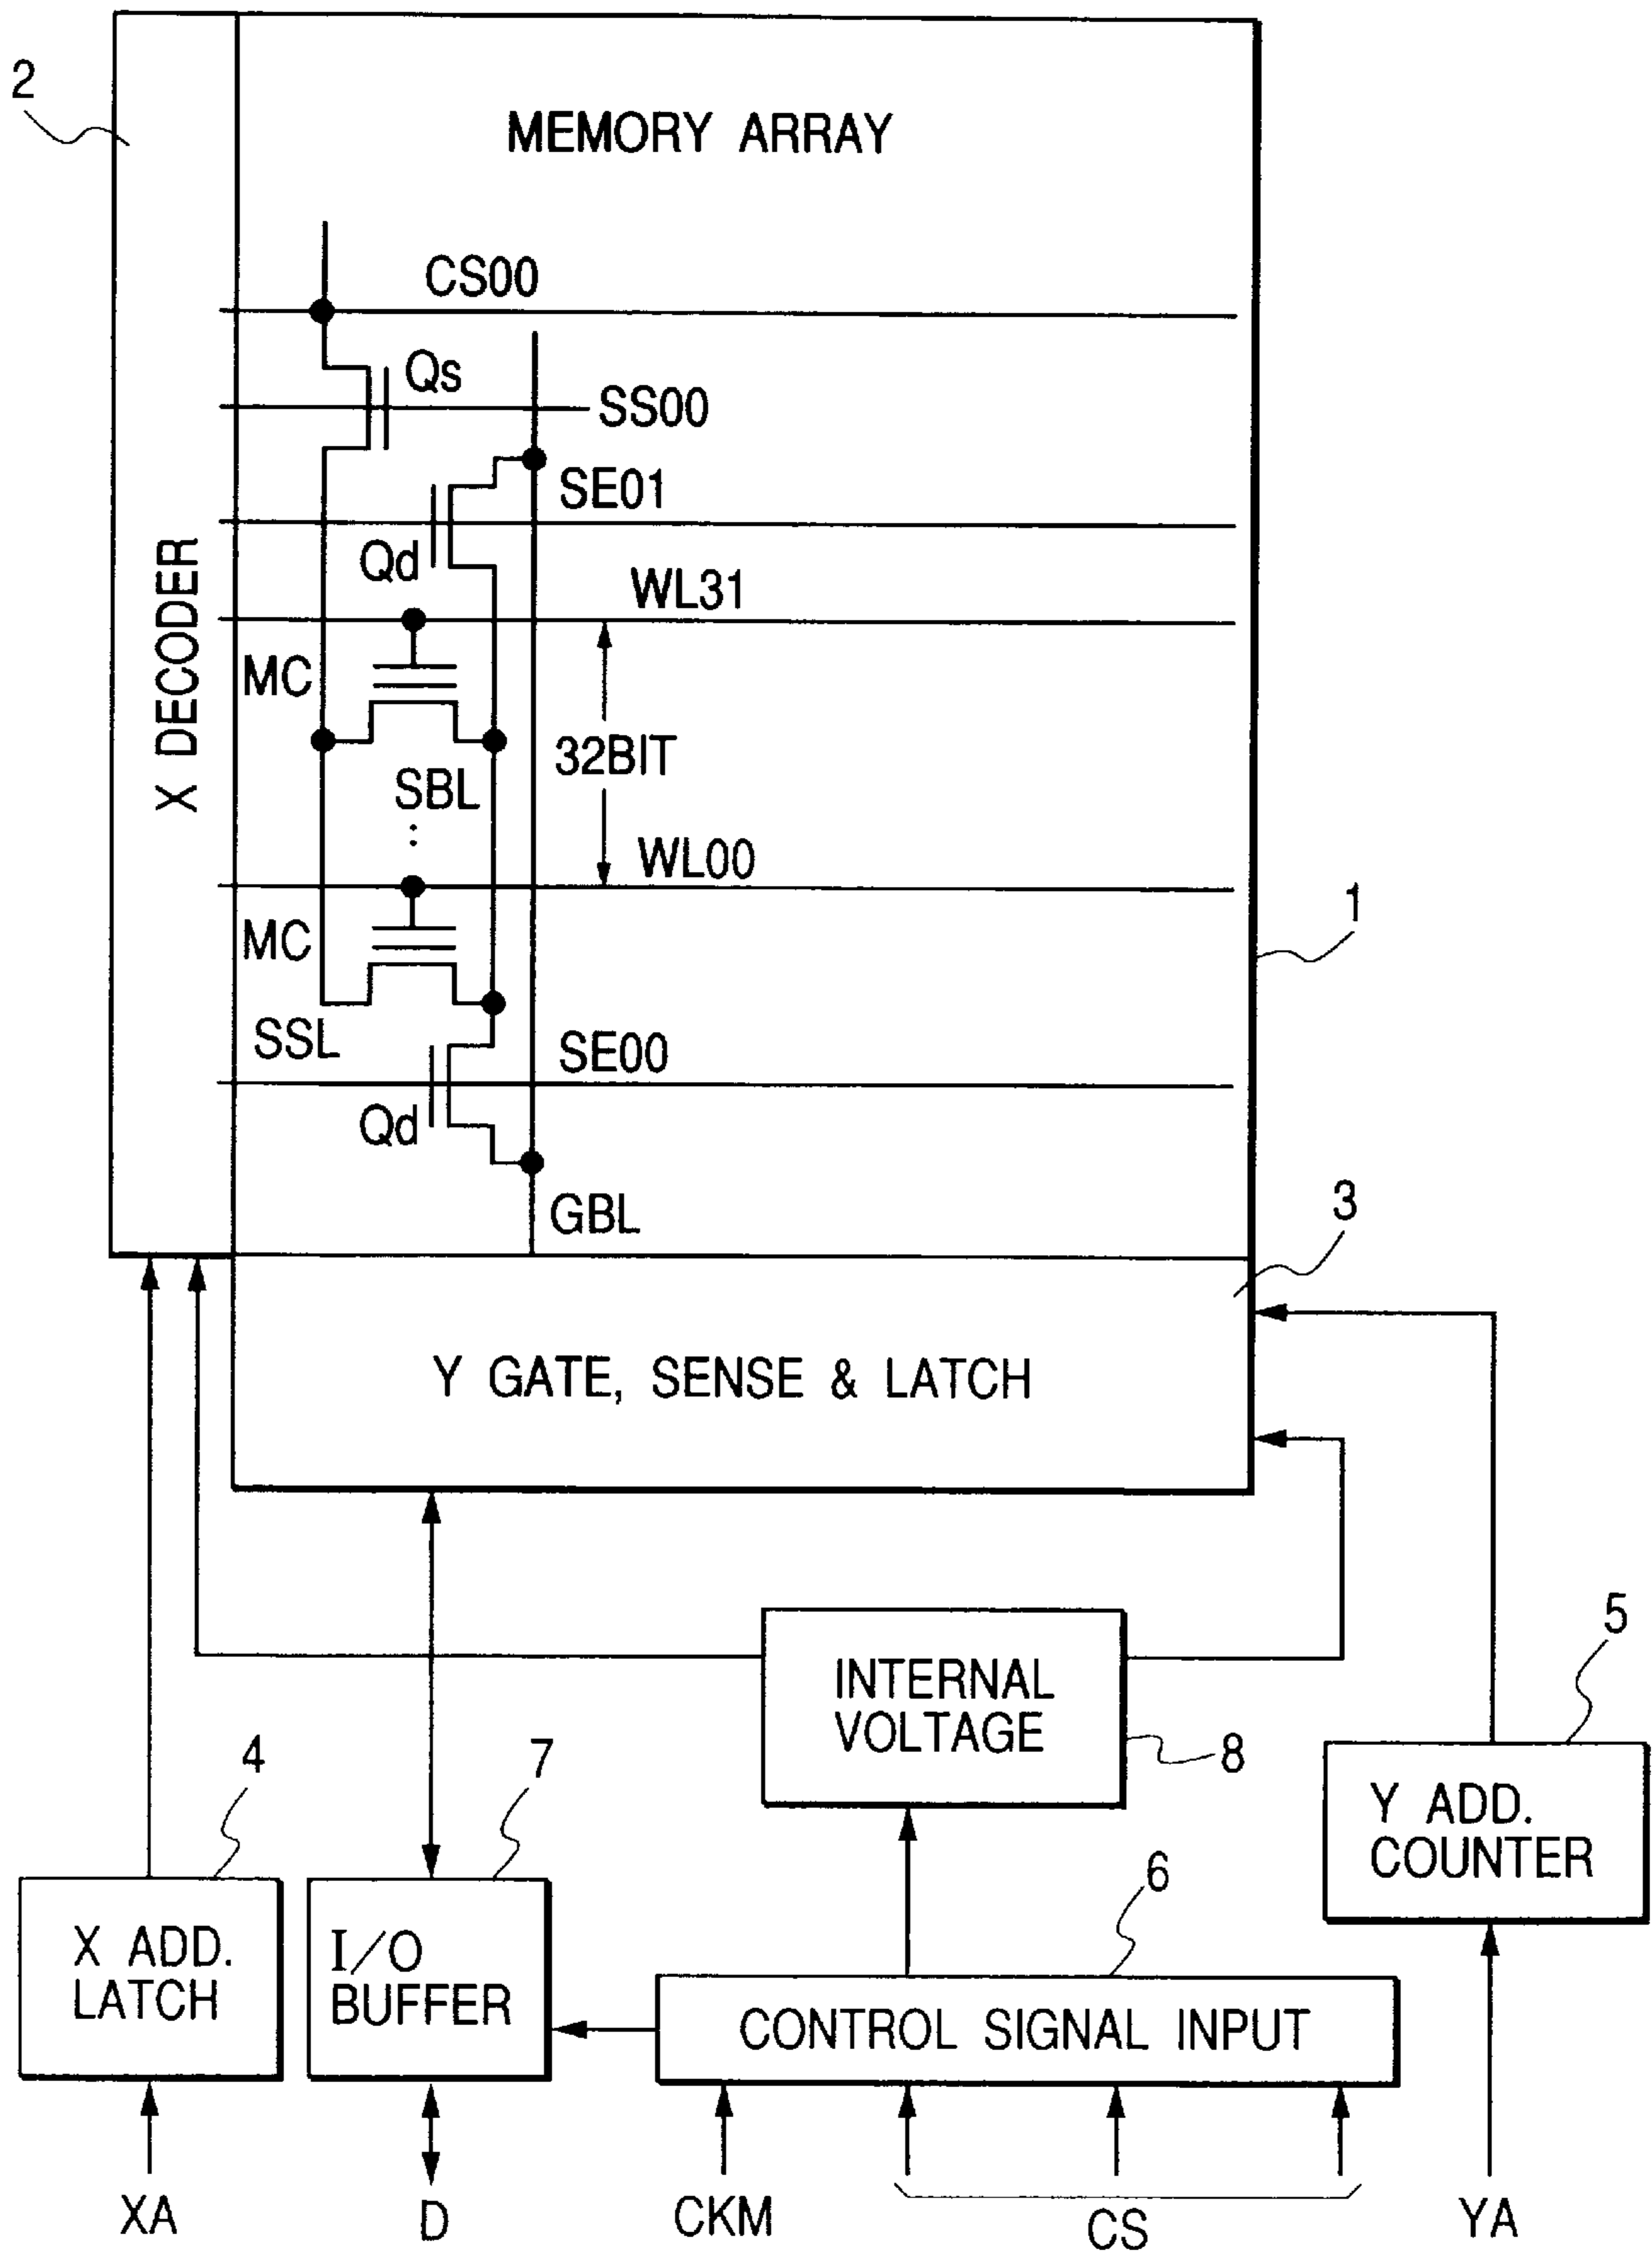 2
MEMORY ARRAY
CS00
Qs
SS00
SE01
Qd
WL31
X DECODER
MC
32BIT
SBL
⋮
WL00
1
MC
SSL
SE00
Qd
GBL
3
Y GATE, SENSE & LATCH
5
INTERNAL
VOLTAGE
8
4
7
Y ADD.
COUNTER
6
X ADD.
LATCH
I/O
BUFFER
CONTROL SIGNAL INPUT
XA
D
CKM
CS
YA